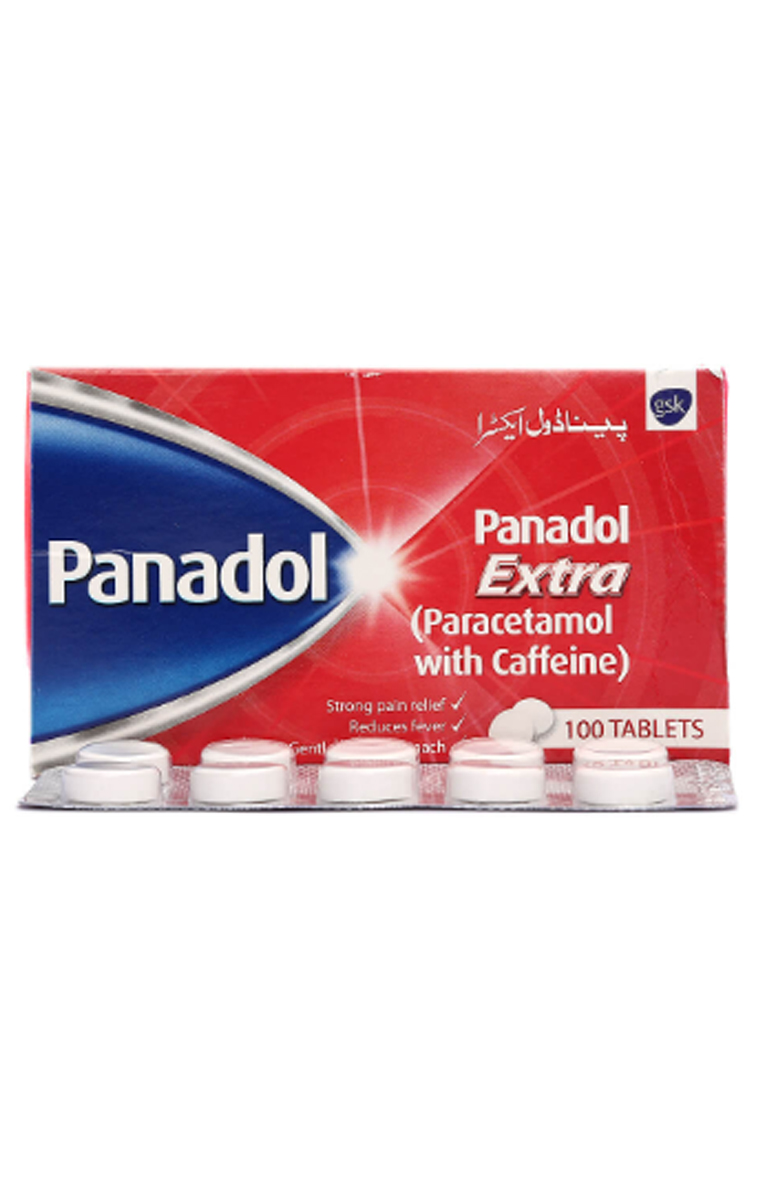 پیناڈول ایکسٹرا
gsk
Panadol
Panadol
Extra
(Paracetamol
with Caffeine)
Strong pain relief ✓
Reduces fever ✓
100 TABLETS